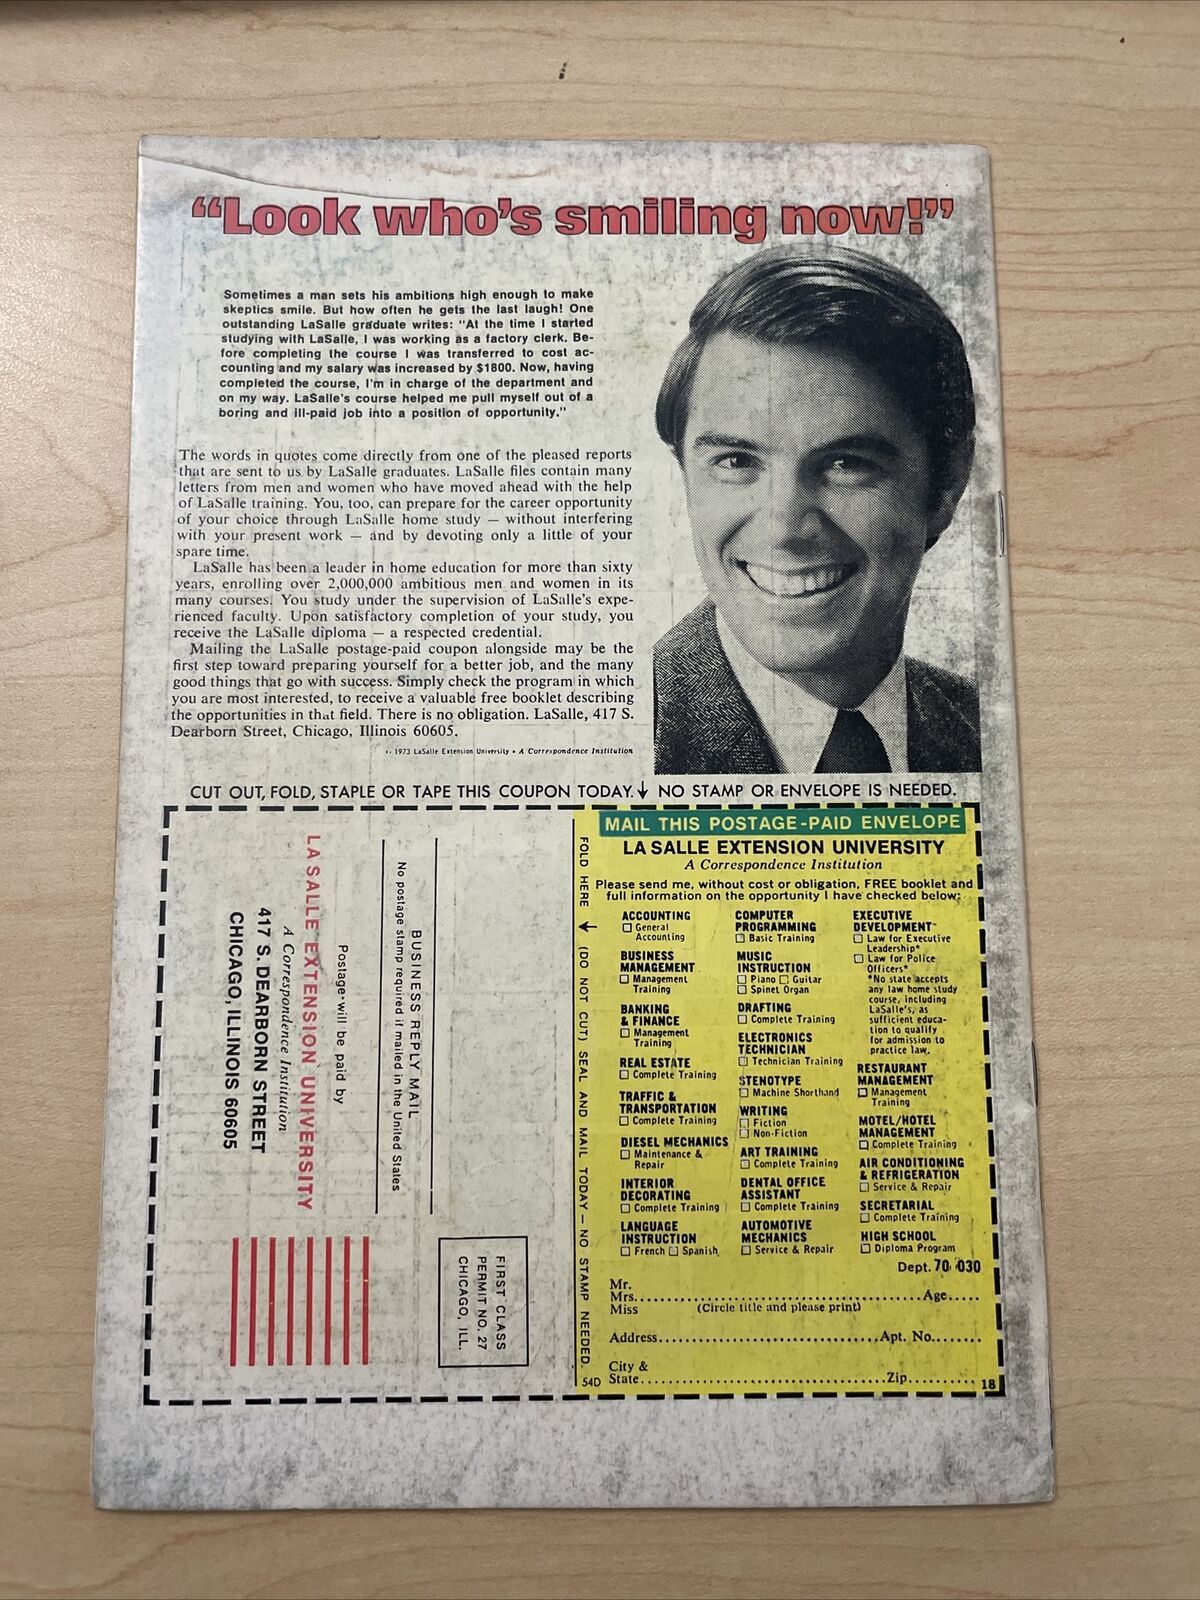 “Look who’s smiling now!”
Sometimes a man sets his ambitions high enough to make
skeptics smile. But how often he gets the last laugh! One
outstanding LaSalle graduate writes: "At the time I started
studying with LaSalle, I was working as a factory clerk. Be-
fore completing the course I was transferred to cost ac-
counting and my salary was increased by $1800. Now, having
completed the course, I'm in charge of the department and
on my way. LaSalle's course helped me pull myself out of a
boring and ill-paid job into a position of opportunity."
The words in quotes come directly from one of the pleased reports
that are sent to us by LaSalle graduates. LaSalle files contain many
letters from men and women who have moved ahead with the help
of LaSalle training. You, too, can prepare for the career opportunity
of your choice through LaSalle home study — without interfering
with your present work — and by devoting only a little of your
spare time.
LaSalle has been a leader in home education for more than sixty
years, enrolling over 2,000,000 ambitious men and women in its
many courses. You study under the supervision of LaSalle's expe-
rienced faculty. Upon satisfactory completion of your study, you
receive the LaSalle diploma — a respected credential.
Mailing the LaSalle postage-paid coupon alongside may be the
first step toward preparing yourself for a better job, and the many
good things that go with success. Simply check the program in which
you are most interested, to receive a valuable free booklet describing
the opportunities in that field. There is no obligation. LaSalle, 417 S.
Dearborn Street, Chicago, Illinois 60605.
1973 LaSalle Extension University • A Correspondence Institution
CUT OUT, FOLD, STAPLE OR TAPE THIS COUPON TODAY. ↓ NO STAMP OR ENVELOPE IS NEEDED.
FIRST CLASS
PERMIT NO. 27
CHICAGO, ILL.
BUSINESS REPLY MAIL
No postage stamp required if mailed in the United States
Postage will be paid by
LA SALLE EXTENSION UNIVERSITY
A Correspondence Institution
417 S. DEARBORN STREET
CHICAGO, ILLINOIS 60605
FOLD HERE ↓ (DO NOT CUT) SEAL AND MAIL TODAY — NO STAMP NEEDED.
54D
MAIL THIS POSTAGE-PAID ENVELOPE
LA SALLE EXTENSION UNIVERSITY
A Correspondence Institution
Please send me, without cost or obligation, FREE booklet and
full information on the opportunity I have checked below:
ACCOUNTING
☐ General
Accounting
BUSINESS
MANAGEMENT
☐ Management
Training
BANKING
& FINANCE
☐ Management
Training
REAL ESTATE
☐ Complete Training
TRAFFIC &
TRANSPORTATION
☐ Complete Training
DIESEL MECHANICS
☐ Maintenance &
Repair
INTERIOR
DECORATING
☐ Complete Training
LANGUAGE
INSTRUCTION
☐ French ☐ Spanish
COMPUTER
PROGRAMMING
☐ Basic Training
MUSIC
INSTRUCTION
☐ Piano ☐ Guitar
☐ Spinet Organ
DRAFTING
☐ Complete Training
ELECTRONICS
TECHNICIAN
☐ Technician Training
STENOTYPE
☐ Machine Shorthand
WRITING
☐ Fiction
☐ Non-Fiction
ART TRAINING
☐ Complete Training
DENTAL OFFICE
ASSISTANT
☐ Complete Training
AUTOMOTIVE
MECHANICS
☐ Service & Repair
EXECUTIVE
DEVELOPMENT
☐ Law for Executive
Leadership*
☐ Law for Police
Officers*
*No state accepts
any law home study
course, including
LaSalle's, as
sufficient educa-
tion to qualify
for admission to
practice law.
RESTAURANT
MANAGEMENT
☐ Management
Training
MOTEL/HOTEL
MANAGEMENT
☐ Complete Training
AIR CONDITIONING
& REFRIGERATION
☐ Service & Repair
SECRETARIAL
☐ Complete Training
HIGH SCHOOL
☐ Diploma Program
Dept. 70 030
Mr.
Mrs.........................Age.....
Miss (Circle title and please print)
Address.........................Apt. No........
City &
State.........................Zip..........
18